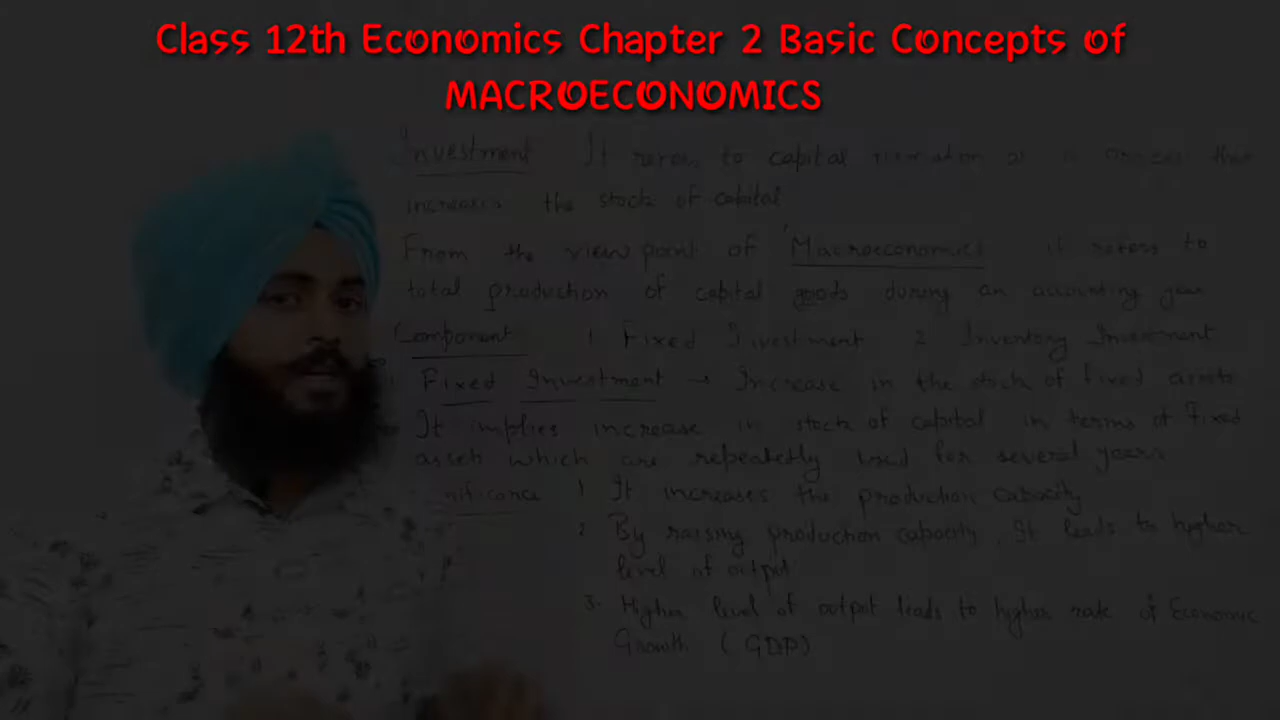 Class 12th Economics Chapter 2 Basic Concepts of
MACROECONOMICS
Investment It refers to capital formation or a process that
increases the stock of capital
From the view point of 'Macroeconomics it refers to
total production of capital goods during an accounting year
Component 1 Fixed Investment 2 Inventory Investment
Fixed Investment → Increase in the stock of fixed assets
It implies increase in stock of capital in terms of Fixed
asset which are repeatedly used for several years
1 It increases the production capacity
2 By raising production capacity, It leads to higher
level of output
3. Higher level of output leads to higher rate of Economic
Growth (GDP)